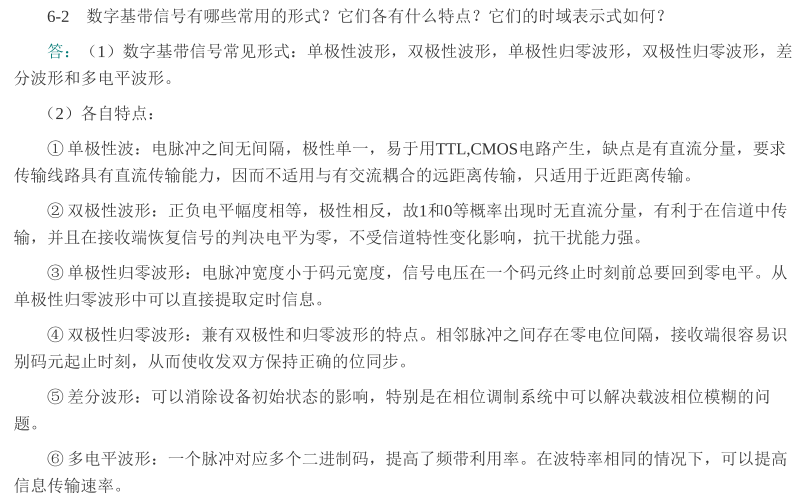 6-2 数字基带信号有哪些常用的形式？它们各有什么特点？它们的时域表示式如何？
答：（1）数字基带信号常见形式：单极性波形，双极性波形，单极性归零波形，双极性归零波形，差
分波形和多电平波形。
（2）各自特点：
① 单极性波：电脉冲之间无间隔，极性单一，易于用TTL,CMOS电路产生，缺点是有直流分量，要求
传输线路具有直流传输能力，因而不适用与有交流耦合的远距离传输，只适用于近距离传输。
② 双极性波形：正负电平幅度相等，极性相反，故1和0等概率出现时无直流分量，有利于在信道中传
输，并且在接收端恢复信号的判决电平为零，不受信道特性变化影响，抗干扰能力强。
③ 单极性归零波形：电脉冲宽度小于码元宽度，信号电压在一个码元终止时刻前总要回到零电平。从
单极性归零波形中可以直接提取定时信息。
④ 双极性归零波形：兼有双极性和归零波形的特点。相邻脉冲之间存在零电位间隔，接收端很容易识
别码元起止时刻，从而使收发双方保持正确的位同步。
⑤ 差分波形：可以消除设备初始状态的影响，特别是在相位调制系统中可以解决载波相位模糊的问
题。
⑥ 多电平波形：一个脉冲对应多个二进制码，提高了频带利用率。在波特率相同的情况下，可以提高
信息传输速率。